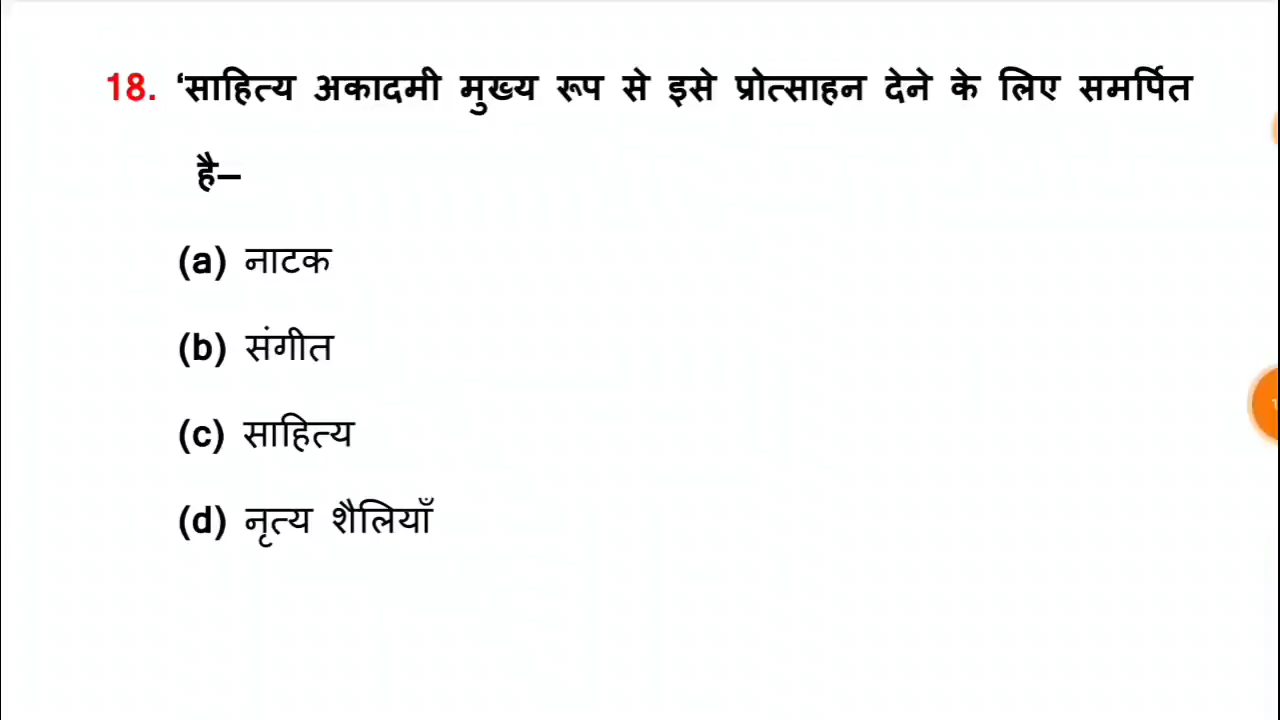 18. ‘साहित्य अकादमी मुख्य रूप से इसे प्रोत्साहन देने के लिए समर्पित
है–
(a) नाटक
(b) संगीत
(c) साहित्य
(d) नृत्य शैलियाँ